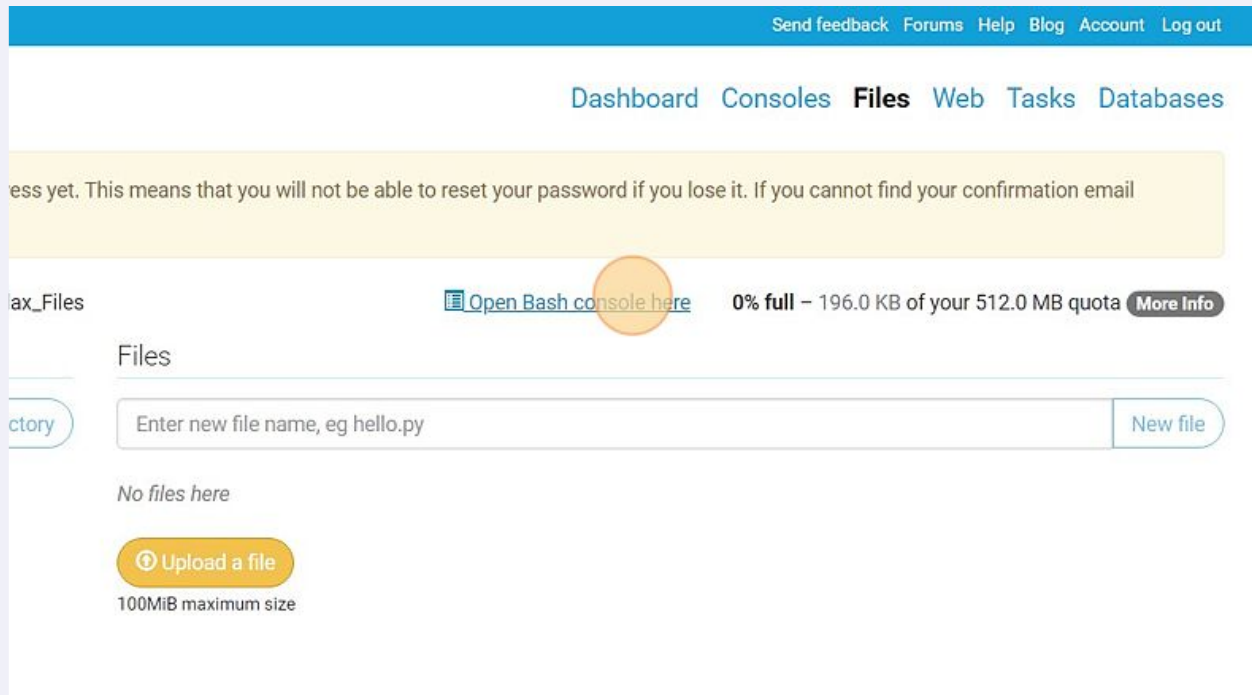 Send feedback Forums Help Blog Account Log out
Dashboard Consoles Files Web Tasks Databases
ess yet. This means that you will not be able to reset your password if you lose it. If you cannot find your confirmation email
ax_Files Open Bash console here 0% full – 196.0 KB of your 512.0 MB quota More Info
Files
ctory Enter new file name, eg hello.py New file
No files here
Upload a file
100MiB maximum size